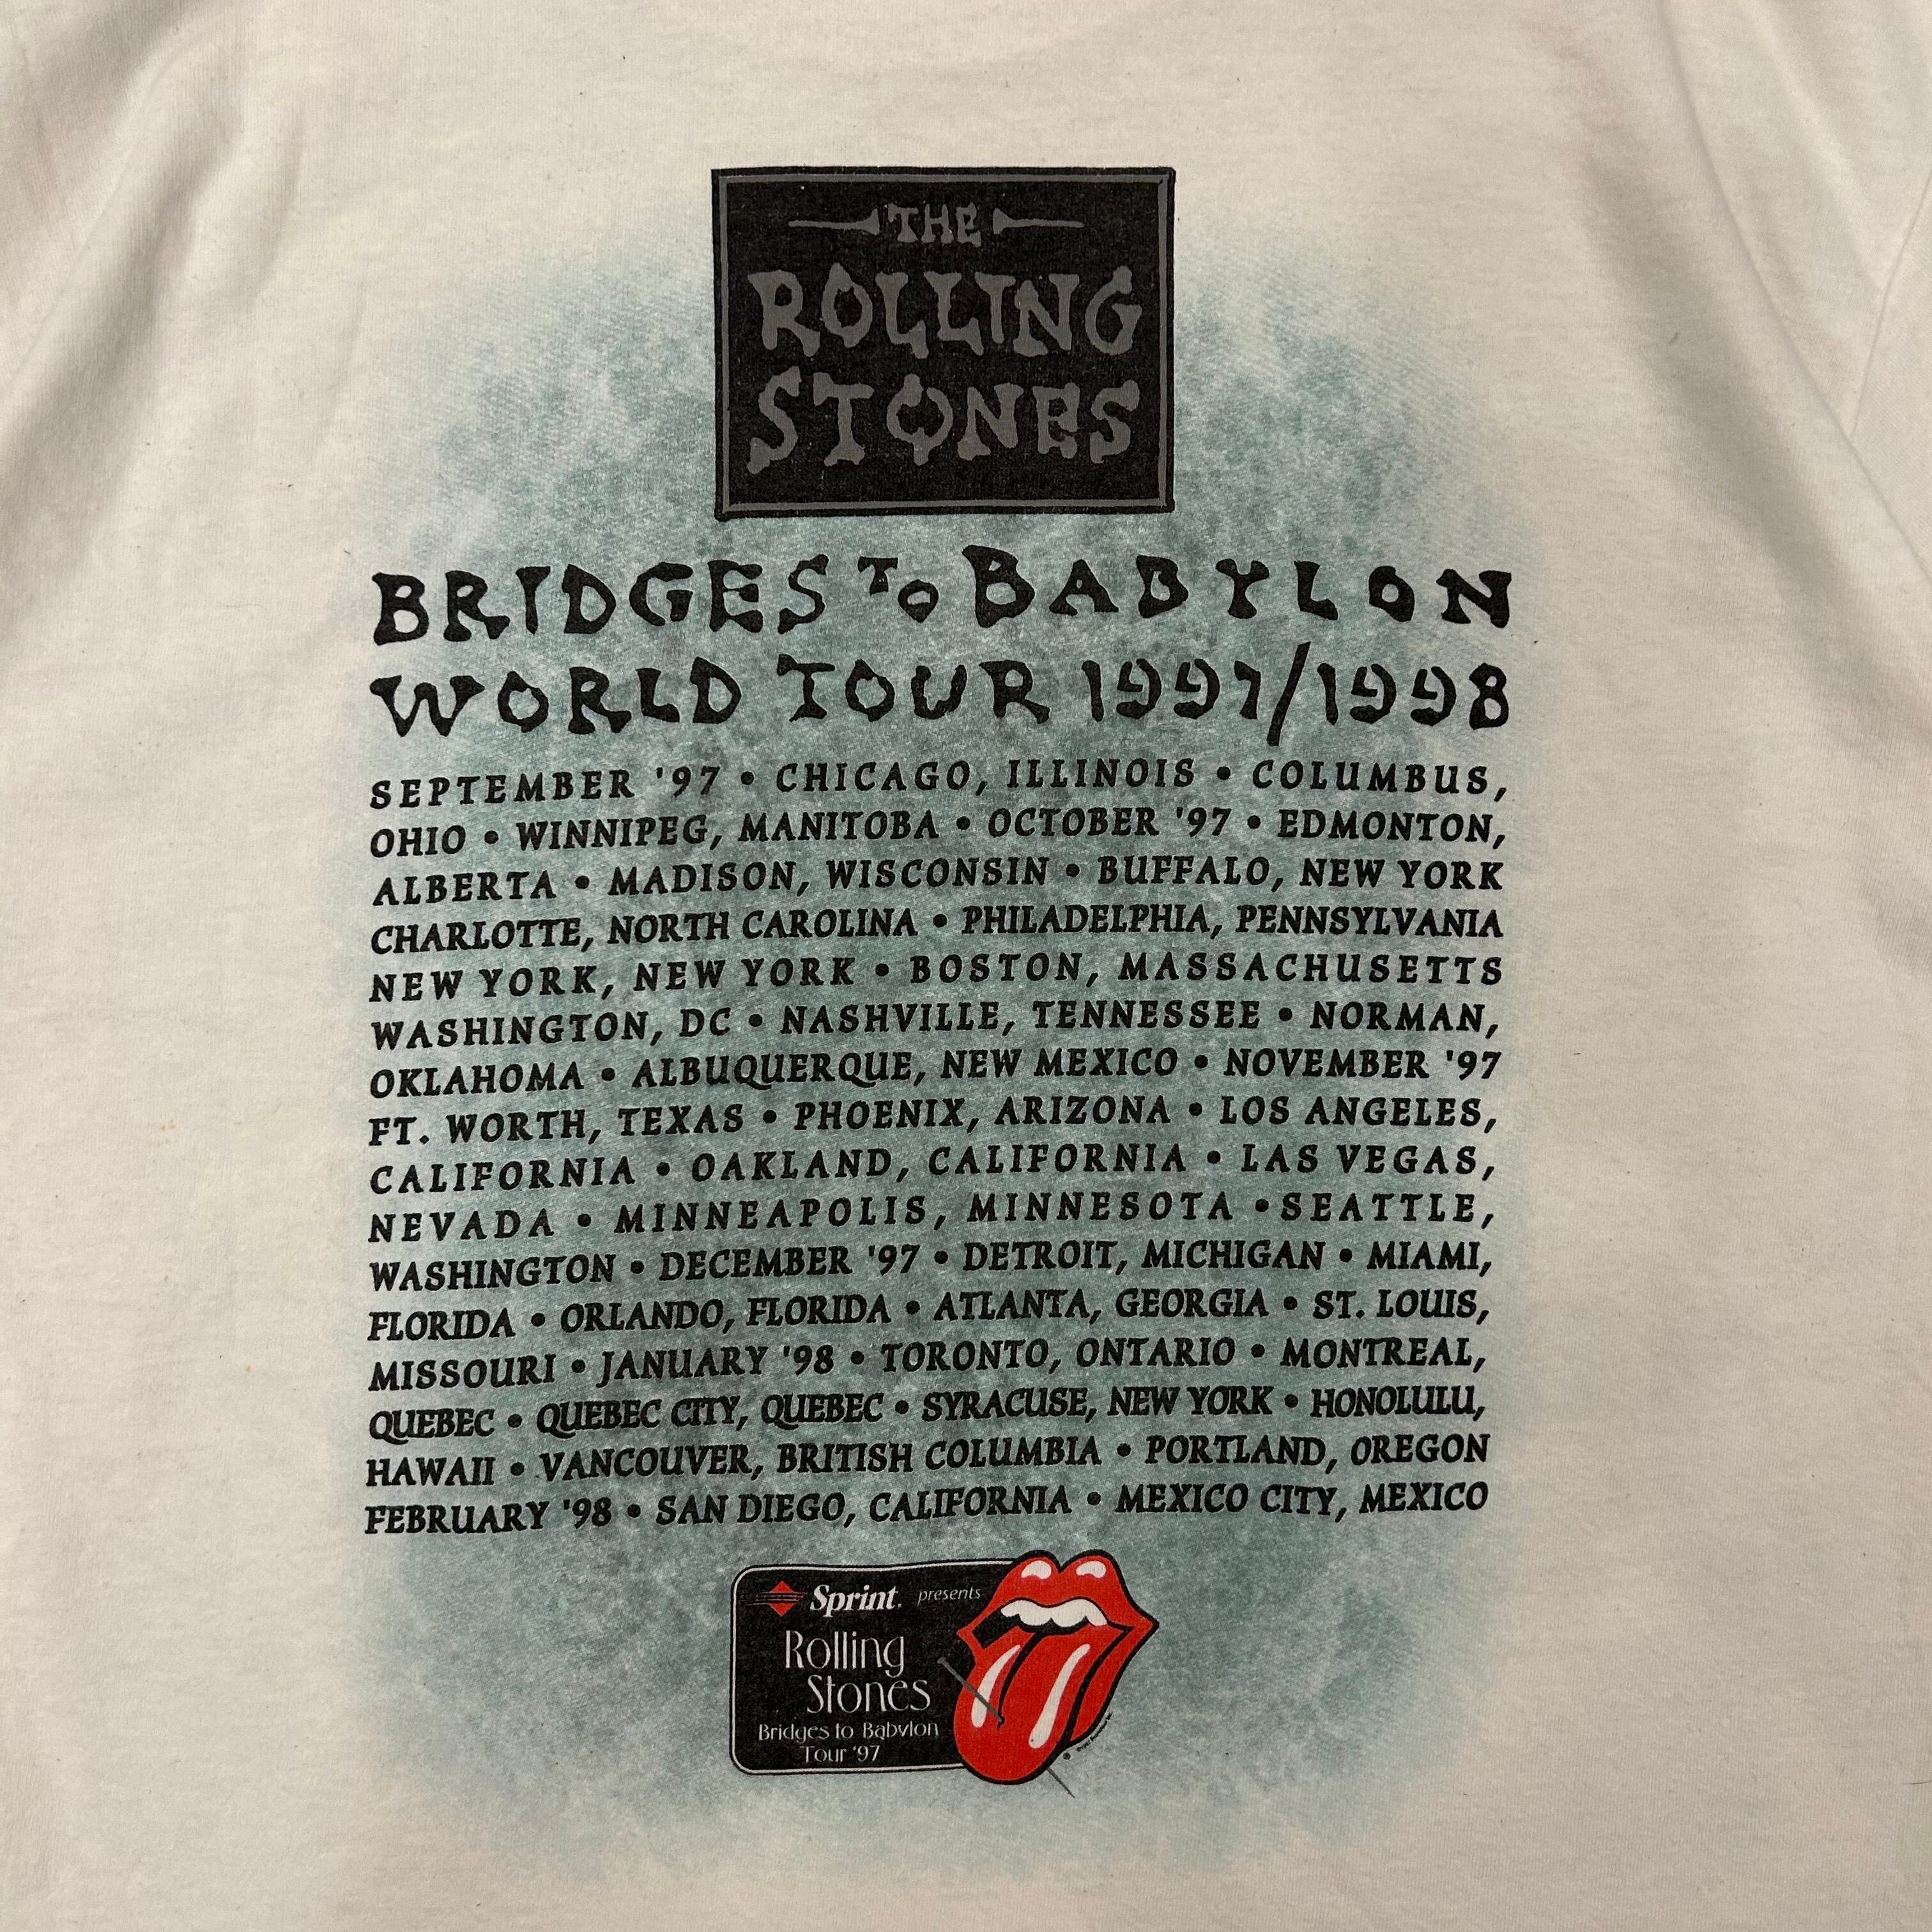 THE
ROLLING
STONES
BRIDGES TO BABYLON
WORLD TOUR 1997/1998
SEPTEMBER '97 • CHICAGO, ILLINOIS • COLUMBUS,
OHIO • WINNIPEG, MANITOBA • OCTOBER '97 • EDMONTON,
ALBERTA • MADISON, WISCONSIN • BUFFALO, NEW YORK
CHARLOTTE, NORTH CAROLINA • PHILADELPHIA, PENNSYLVANIA
NEW YORK, NEW YORK • BOSTON, MASSACHUSETTS
WASHINGTON, DC • NASHVILLE, TENNESSEE • NORMAN,
OKLAHOMA • ALBUQUERQUE, NEW MEXICO • NOVEMBER '97
FT. WORTH, TEXAS • PHOENIX, ARIZONA • LOS ANGELES,
CALIFORNIA • OAKLAND, CALIFORNIA • LAS VEGAS,
NEVADA • MINNEAPOLIS, MINNESOTA • SEATTLE,
WASHINGTON • DECEMBER '97 • DETROIT, MICHIGAN • MIAMI,
FLORIDA • ORLANDO, FLORIDA • ATLANTA, GEORGIA • ST. LOUIS,
MISSOURI • JANUARY '98 • TORONTO, ONTARIO • MONTREAL,
QUEBEC • QUEBEC CITY, QUEBEC • SYRACUSE, NEW YORK • HONOLULU,
HAWAII • VANCOUVER, BRITISH COLUMBIA • PORTLAND, OREGON
FEBRUARY '98 • SAN DIEGO, CALIFORNIA • MEXICO CITY, MEXICO
Sprint. presents
Rolling
Stones
Bridges to Babylon
Tour '97
®